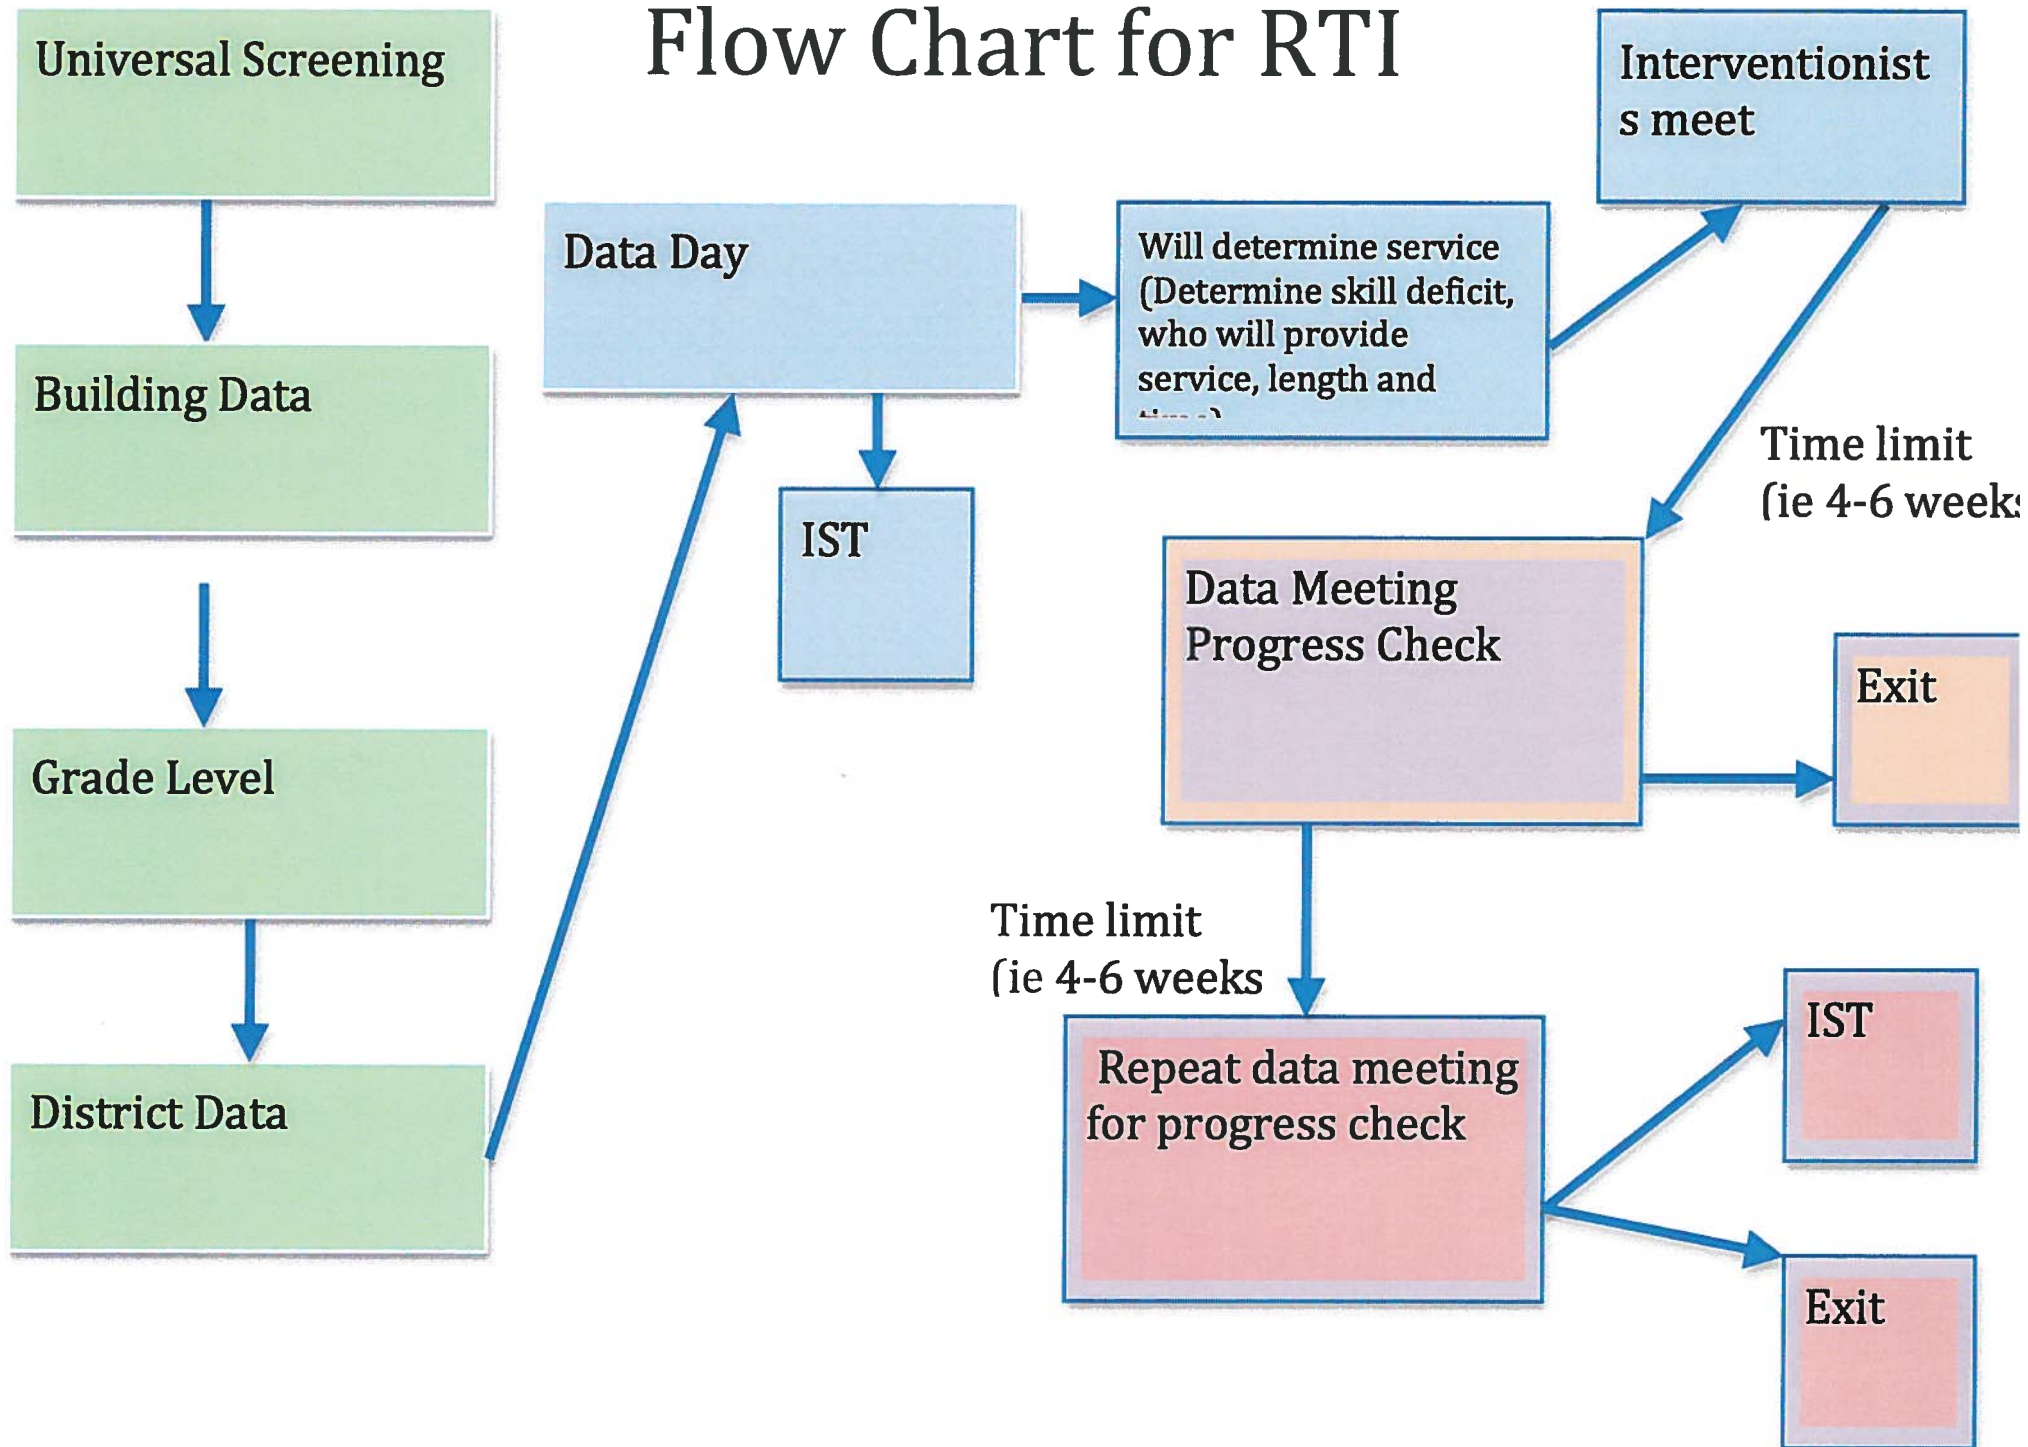 Flow Chart for RTI
Universal Screening
Building Data
Grade Level
District Data
Data Day
IST
Will determine service
(Determine skill deficit,
who will provide
service, length and
Interventionist
s meet
Time limit
(ie 4-6 weeks
Data Meeting
Progress Check
Exit
Time limit
(ie 4-6 weeks
Repeat data meeting
for progress check
IST
Exit